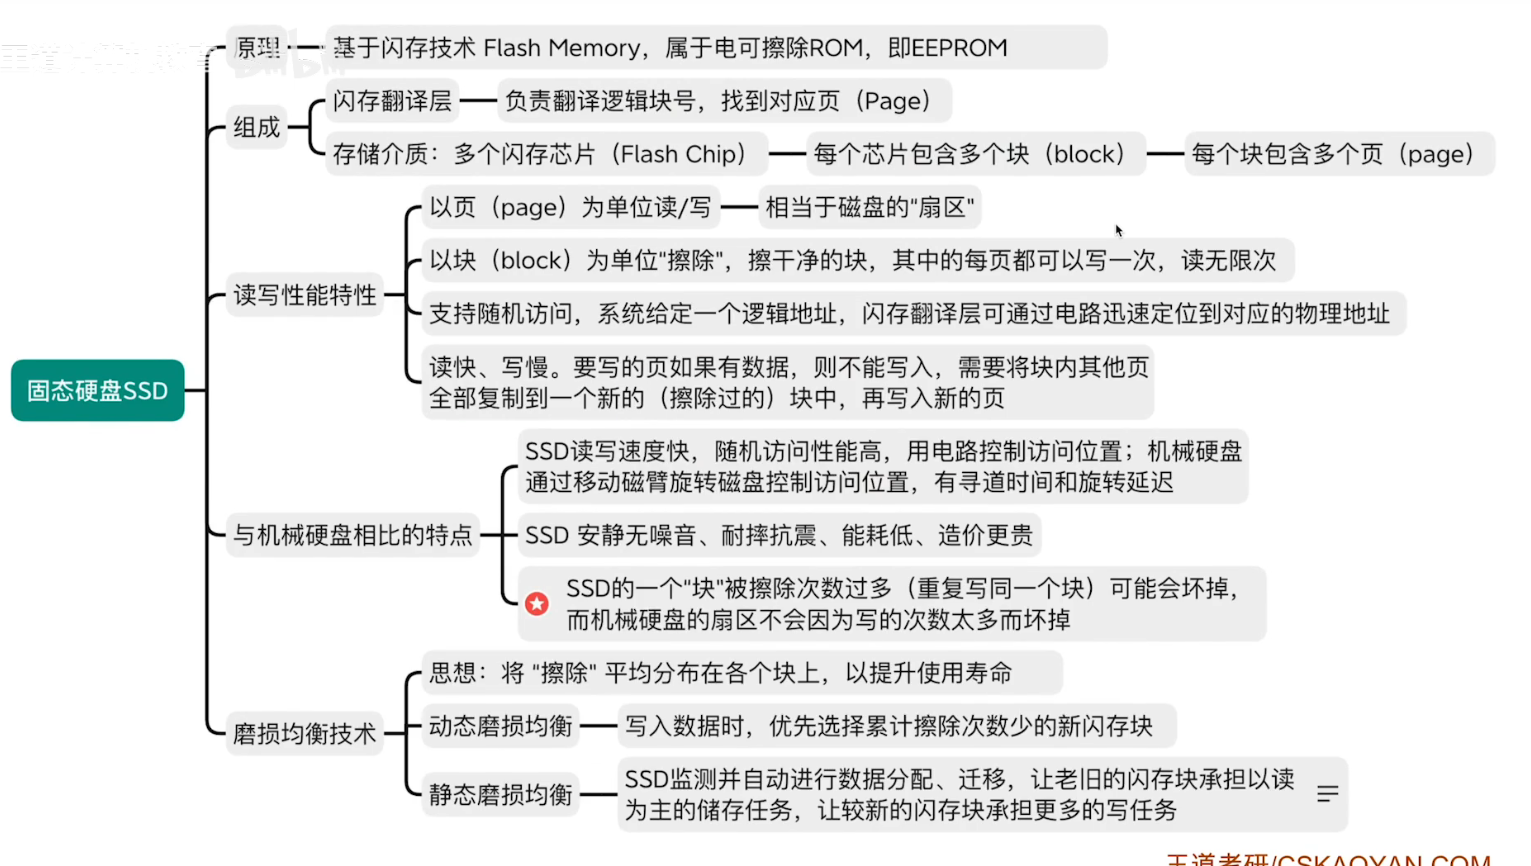 原理
基于闪存技术 Flash Memory，属于电可擦除ROM，即EEPROM
组成
闪存翻译层
负责翻译逻辑块号，找到对应页（Page）
存储介质：多个闪存芯片（Flash Chip）
每个芯片包含多个块（block）
每个块包含多个页（page）
读写性能特性
以页（page）为单位读/写
相当于磁盘的"扇区"
以块（block）为单位"擦除"，擦干净的块，其中的每页都可以写一次，读无限次
支持随机访问，系统给定一个逻辑地址，闪存翻译层可通过电路迅速定位到对应的物理地址
读快、写慢。要写的页如果有数据，则不能写入，需要将块内其他页
全部复制到一个新的（擦除过的）块中，再写入新的页
固态硬盘SSD
与机械硬盘相比的特点
SSD读写速度快，随机访问性能高，用电路控制访问位置；机械硬盘
通过移动磁臂旋转磁盘控制访问位置，有寻道时间和旋转延迟
SSD 安静无噪音、耐摔抗震、能耗低、造价更贵
SSD的一个"块"被擦除次数过多（重复写同一个块）可能会坏掉，
而机械硬盘的扇区不会因为写的次数太多而坏掉
磨损均衡技术
思想：将 "擦除" 平均分布在各个块上，以提升使用寿命
动态磨损均衡
写入数据时，优先选择累计擦除次数少的新闪存块
静态磨损均衡
SSD监测并自动进行数据分配、迁移，让老旧的闪存块承担以读
为主的储存任务，让较新的闪存块承担更多的写任务
王道考研/CSKAOYAN.COM